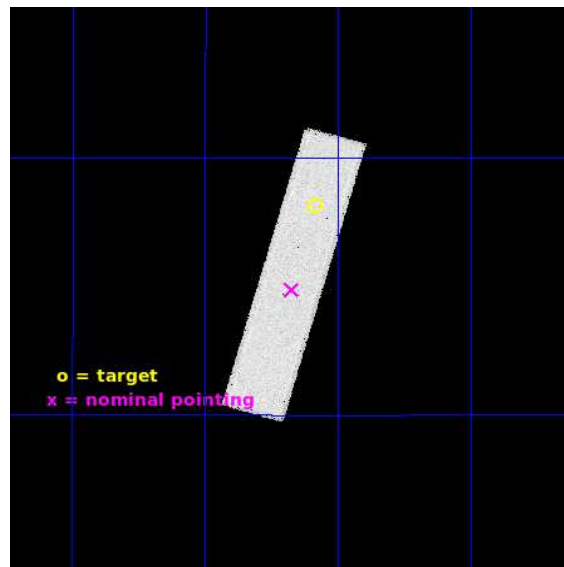 o = target
x = nominal pointing